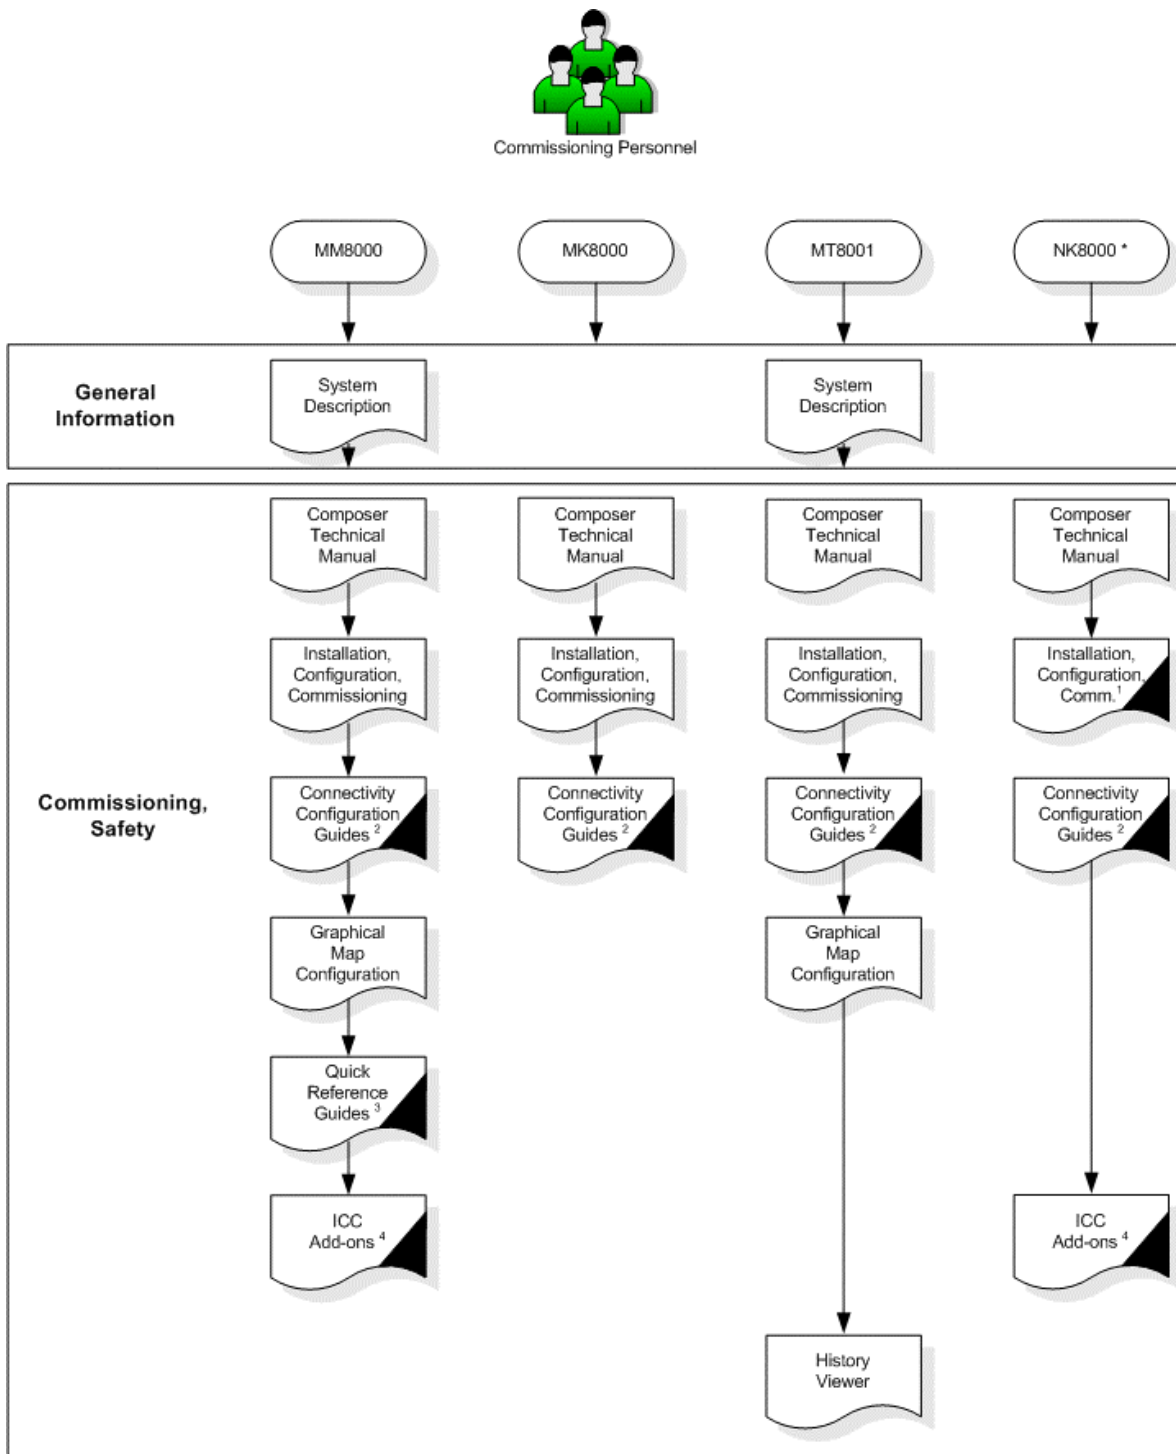 Commissioning Personnel
MM8000
MK8000
MT8001
NK8000 *
General
Information
System
Description
System
Description
Commissioning,
Safety
Composer
Technical
Manual
Composer
Technical
Manual
Composer
Technical
Manual
Composer
Technical
Manual
Installation,
Configuration,
Commissioning
Installation,
Configuration,
Commissioning
Installation,
Configuration,
Commissioning
Installation,
Configuration,
Comm.¹
Connectivity
Configuration
Guides ²
Connectivity
Configuration
Guides ²
Connectivity
Configuration
Guides ²
Connectivity
Configuration
Guides ²
Graphical
Map
Configuration
Graphical
Map
Configuration
Quick
Reference
Guides ³
ICC
Add-ons ⁴
ICC
Add-ons ⁴
History
Viewer